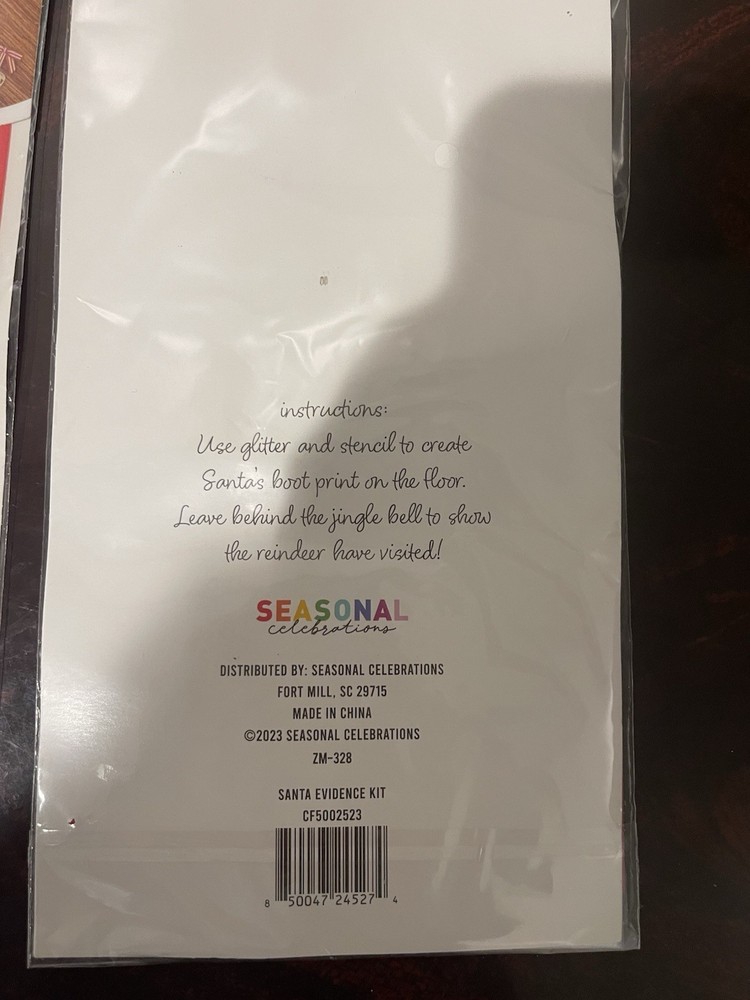 instructions:
Use glitter and stencil to create
Santa's boot print on the floor.
Leave behind the jingle bell to show
the reindeer have visited!
SEASONAL
celebrations
DISTRIBUTED BY: SEASONAL CELEBRATIONS
FORT MILL, SC 29715
MADE IN CHINA
©2023 SEASONAL CELEBRATIONS
ZM-328
SANTA EVIDENCE KIT
CF5002523
8 50047 24527 4